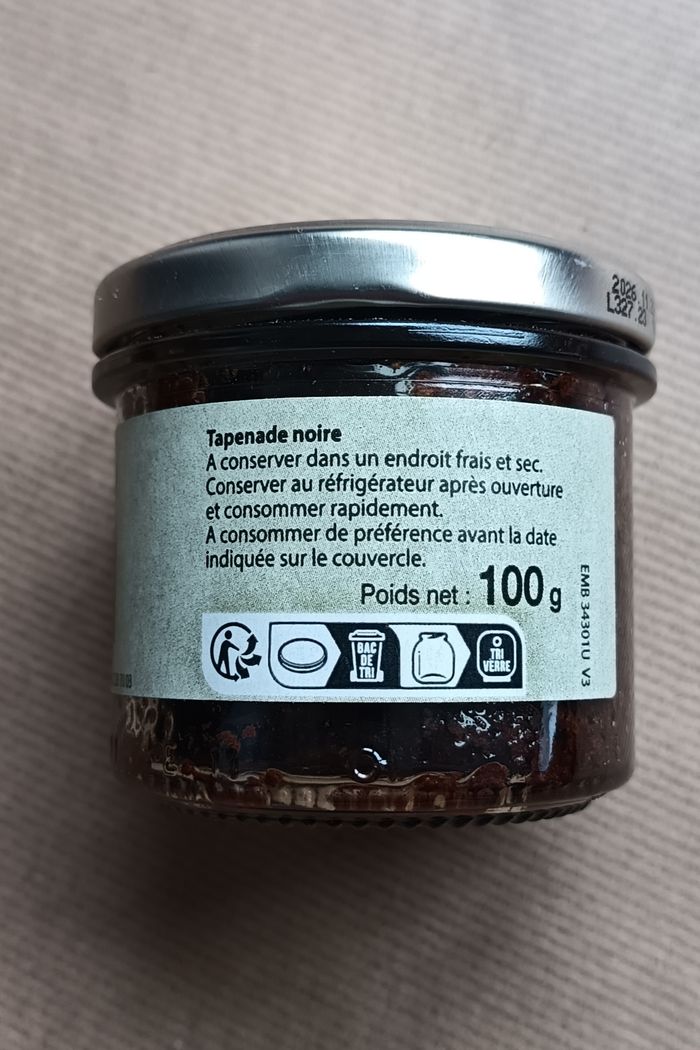 2026.11
L327.20
Tapenade noire
A conserver dans un endroit frais et sec.
Conserver au réfrigérateur après ouverture
et consommer rapidement.
A consommer de préférence avant la date
indiquée sur le couvercle.
Poids net : 100 g
BAC
DE
TRI
TRI
VERRE
EMB 34301U V3